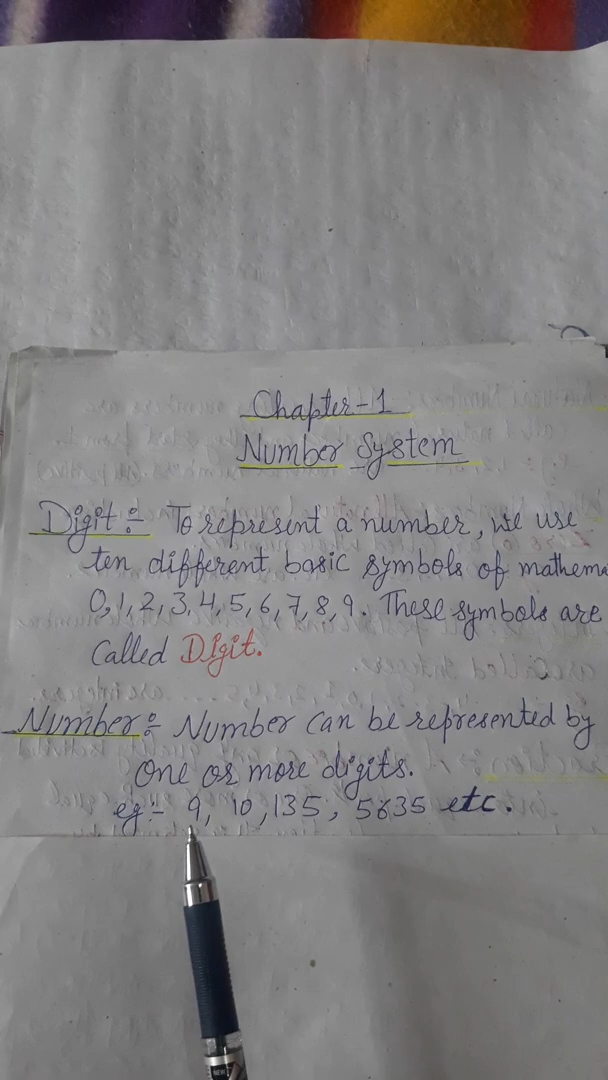 Chapter-1
Number System
Digit:- To represent a number, we use
ten different basic symbols of mathema
0,1,2,3,4,5,6,7,8,9. These symbols are
Called Digit.
Number:- Number can be represented by
One or more digits.
eg:- 9, 10, 135, 5635 etc.
NEW